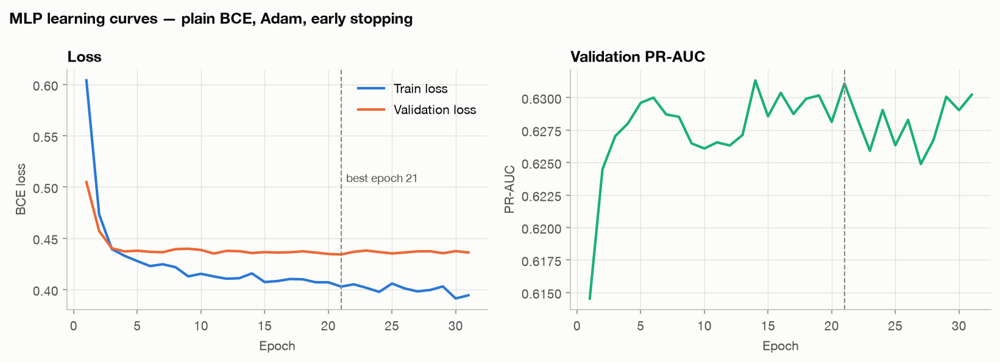 MLP learning curves — plain BCE, Adam, early stopping
Loss
0.60
0.55
0.50
0.45
0.40
BCE loss
Train loss
Validation loss
best epoch 21
0 5 10 15 20 25 30
Epoch
Validation PR-AUC
0.6300
0.6275
0.6250
0.6225
0.6200
0.6175
0.6150
PR-AUC
0 5 10 15 20 25 30
Epoch